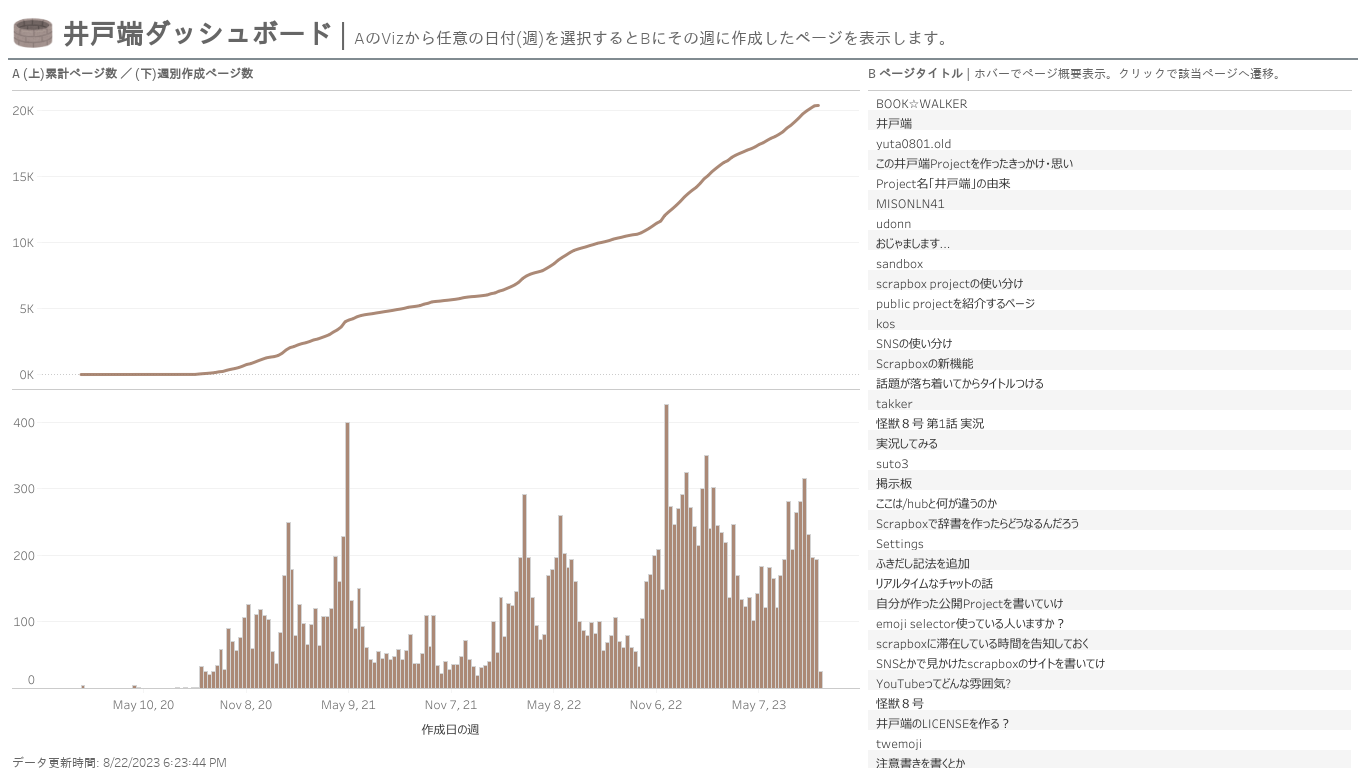 井戸端ダッシュボード | AのVizから任意の日付(週)を選択するとBにその週に作成したページを表示します。
A (上)累計ページ数 ／ (下)週別作成ページ数
20K
15K
10K
5K
0K
400
300
200
100
0
May 10, 20
Nov 8, 20
May 9, 21
Nov 7, 21
May 8, 22
Nov 6, 22
May 7, 23
作成日の週
データ更新時間: 8/22/2023 6:23:44 PM
B ページタイトル | ホバーでページ概要表示。クリックで該当ページへ遷移。
BOOK☆WALKER
井戸端
yuta0801.old
この井戸端Projectを作ったきっかけ・思い
Project名「井戸端」の由来
MISONLN41
udonn
おじゃまします…
sandbox
scrapbox projectの使い分け
public projectを紹介するページ
kos
SNSの使い分け
Scrapboxの新機能
話題が落ち着いてからタイトルつける
takker
怪獣８号 第1話 実況
実況してみる
suto3
掲示板
ここは/hubと何が違うのか
Scrapboxで辞書を作ったらどうなるんだろう
Settings
ふきだし記法を追加
リアルタイムなチャットの話
自分が作った公開Projectを書いていけ
emoji selector使っている人いますか？
scrapboxに滞在している時間を告知しておく
SNSとかで見かけたscrapboxのサイトを書いてけ
YouTubeってどんな雰囲気?
怪獣８号
井戸端のLICENSEを作る？
twemoji
注意書きを書くとか